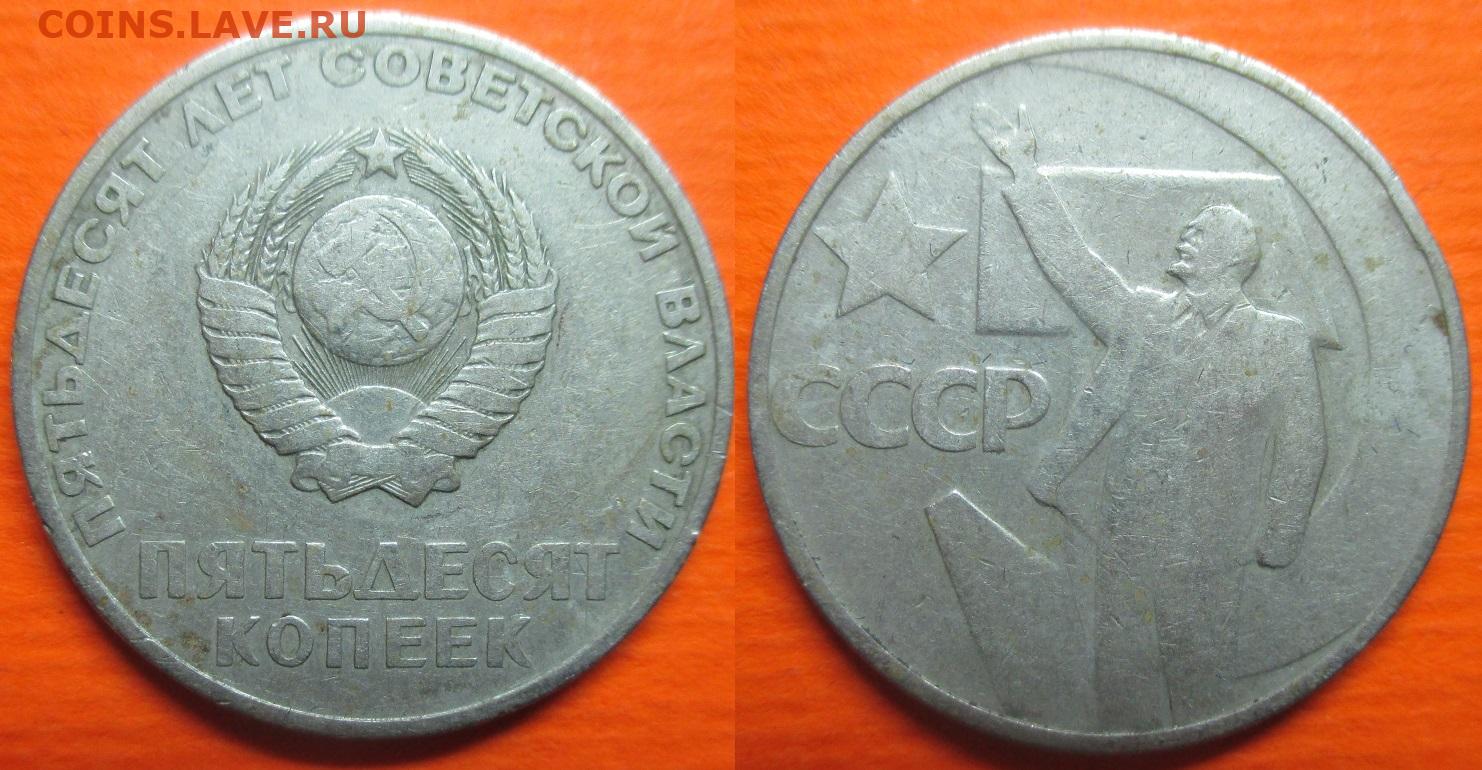 COINS.LAVE.RU
ПЯТЬДЕСЯТ ЛЕТ СОВЕТСКОЙ ВЛАСТИ
ПЯТЬДЕСЯТ
КОПЕЕК
СССР